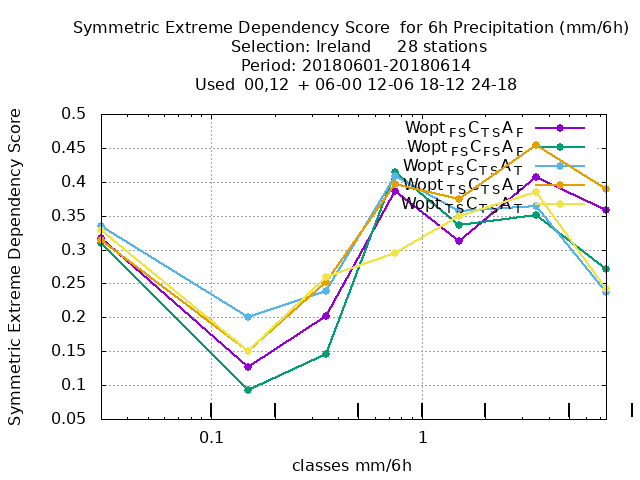 Symmetric Extreme Dependency Score for 6h Precipitation (mm/6h)
Selection: Ireland 28 stations
Period: 20180601-20180614
Used 00,12 + 06-00 12-06 18-12 24-18
Symmetric Extreme Dependency Score
0.5
0.45
0.4
0.35
0.3
0.25
0.2
0.15
0.1
0.05
Wopt FS C TS A F
Wopt FS C FS A F
Wopt FS C TS A T
Wopt TS C TS A F
Wopt TS C TS A T
0.1
1
classes mm/6h